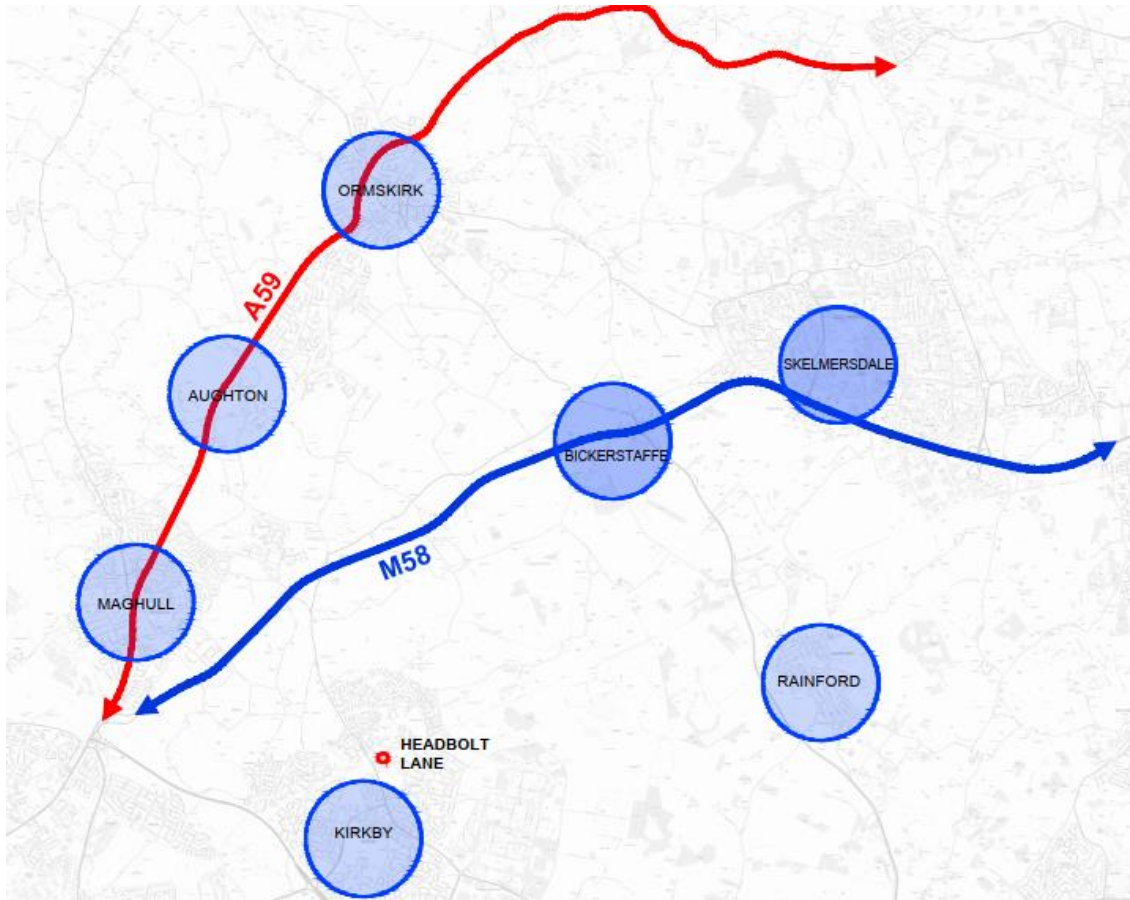 ORMSKIRK
A59
SKELMERSDALE
AUGHTON
BICKERSTAFFE
M58
MAGHULL
RAINFORD
HEADBOLT
LANE
KIRKBY